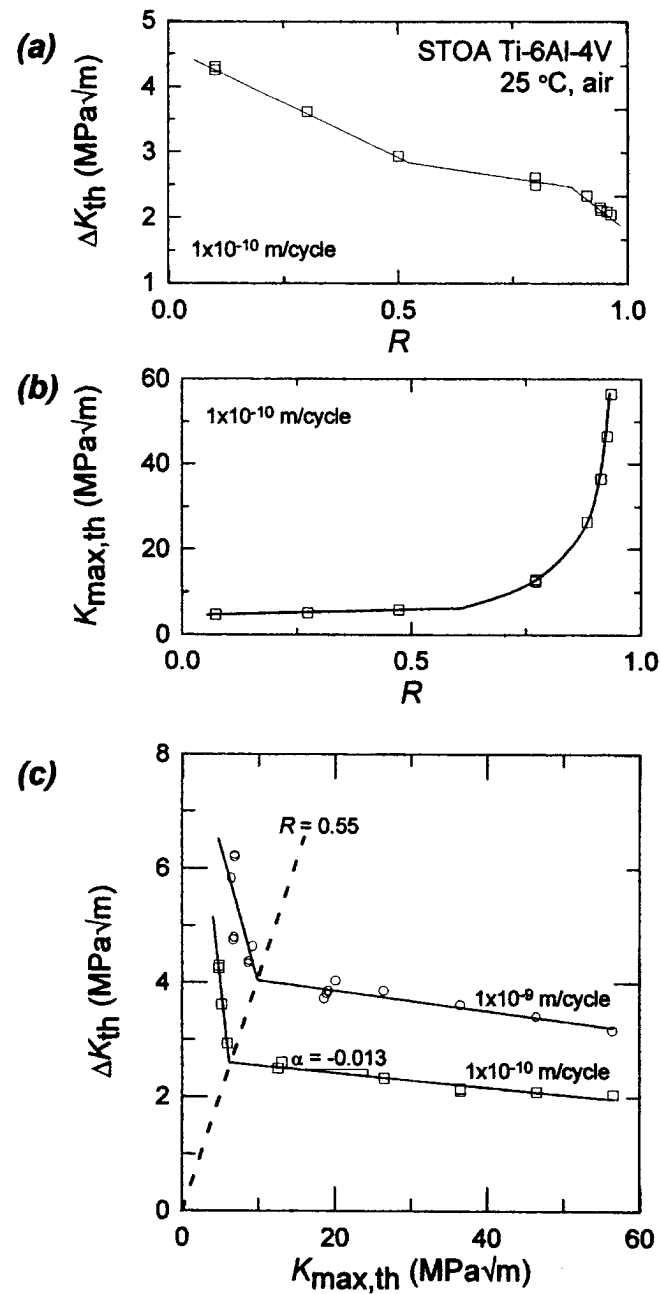 (a)
STOA Ti-6Al-4V
25 °C, air
5
4
3
2
1
ΔKth (MPa√m)
1x10-10 m/cycle
0.0
0.5
1.0
R
(b)
60
40
20
0
Kmax,th (MPa√m)
1x10-10 m/cycle
0.0
0.5
1.0
R
(c)
8
6
4
2
0
ΔKth (MPa√m)
R = 0.55
1x10-9 m/cycle
α = -0.013
1x10-10 m/cycle
0
20
40
60
Kmax,th (MPa√m)